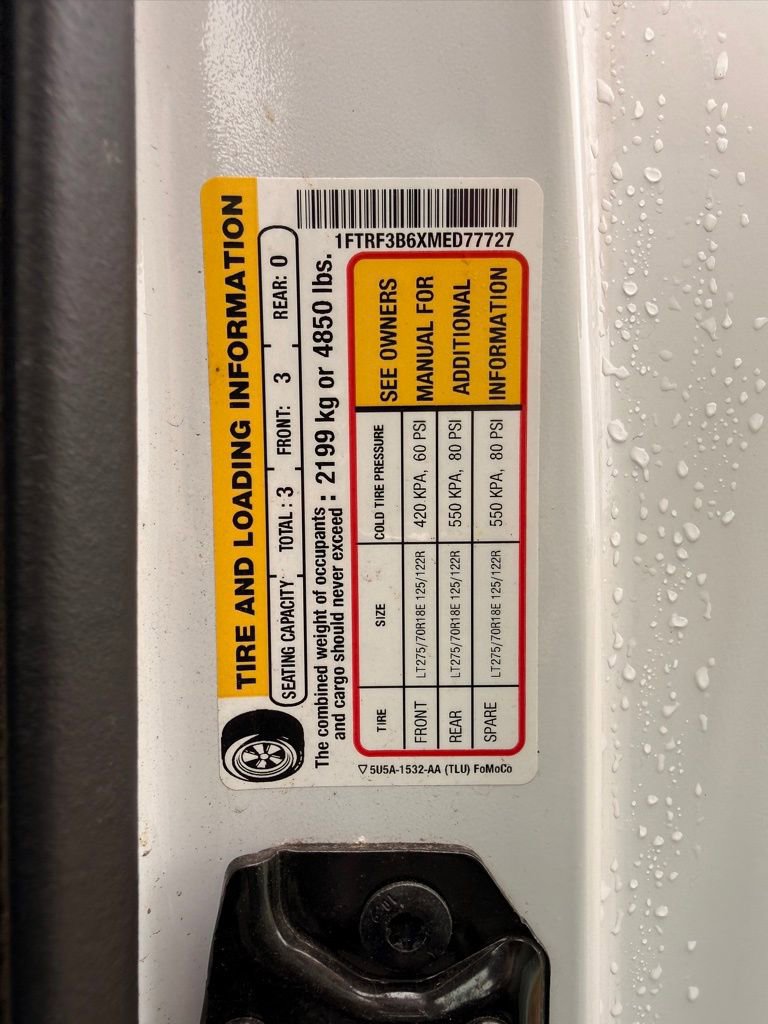 TIRE AND LOADING INFORMATION
SEATING CAPACITY TOTAL : 3 FRONT: 3 REAR: 0
The combined weight of occupants
and cargo should never exceed : 2199 kg or 4850 lbs.
1FTRF3B6XMED77727
TIRE SIZE COLD TIRE PRESSURE SEE OWNERS
FRONT LT275/70R18E 125/122R 420 KPA, 60 PSI MANUAL FOR
REAR LT275/70R18E 125/122R 550 KPA, 80 PSI ADDITIONAL
SPARE LT275/70R18E 125/122R 550 KPA, 80 PSI INFORMATION
5U5A-1532-AA (TLU) FoMoCo